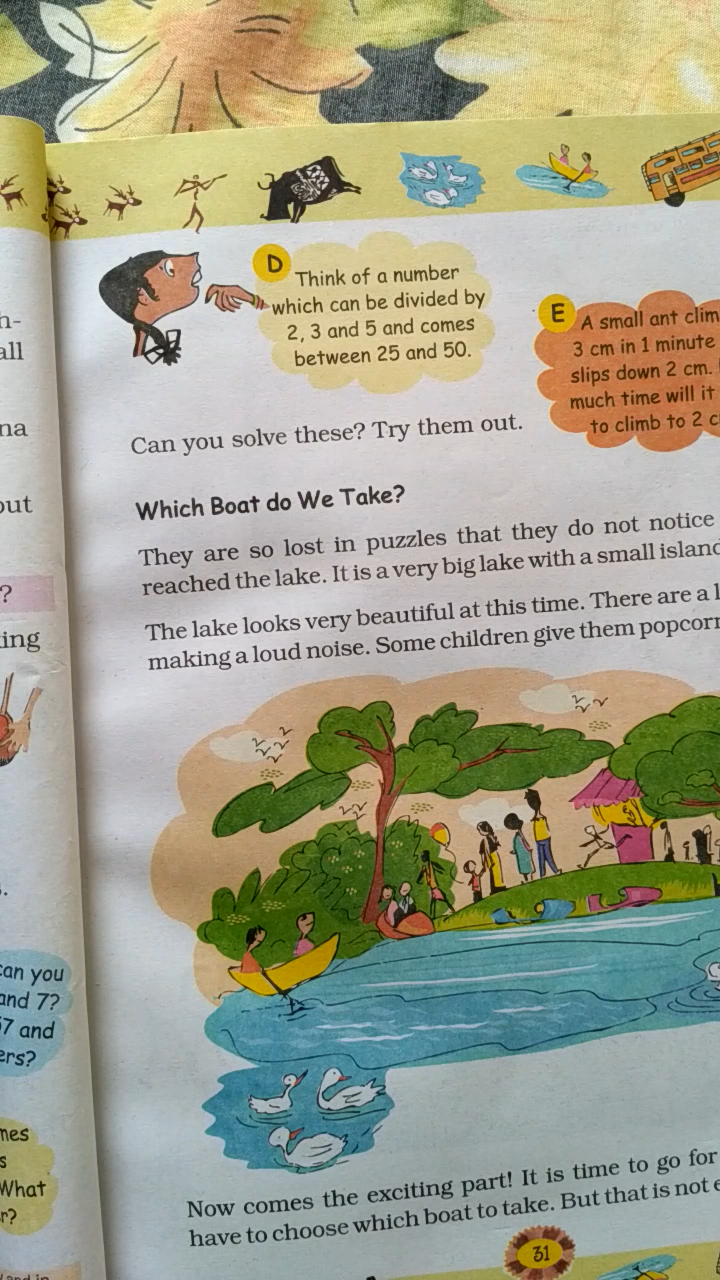 h-
all
na
out
?
ing
.
can you
and 7?
57 and
ers?
mes
s
What
r?
D
Think of a number
which can be divided by
2, 3 and 5 and comes
between 25 and 50.
E
A small ant clim
3 cm in 1 minute
slips down 2 cm.
much time will it
to climb to 2 c
Can you solve these? Try them out.
Which Boat do We Take?
They are so lost in puzzles that they do not notice
reached the lake. It is a very big lake with a small island
The lake looks very beautiful at this time. There are a l
making a loud noise. Some children give them popcorn
Now comes the exciting part! It is time to go for
have to choose which boat to take. But that is not e
31